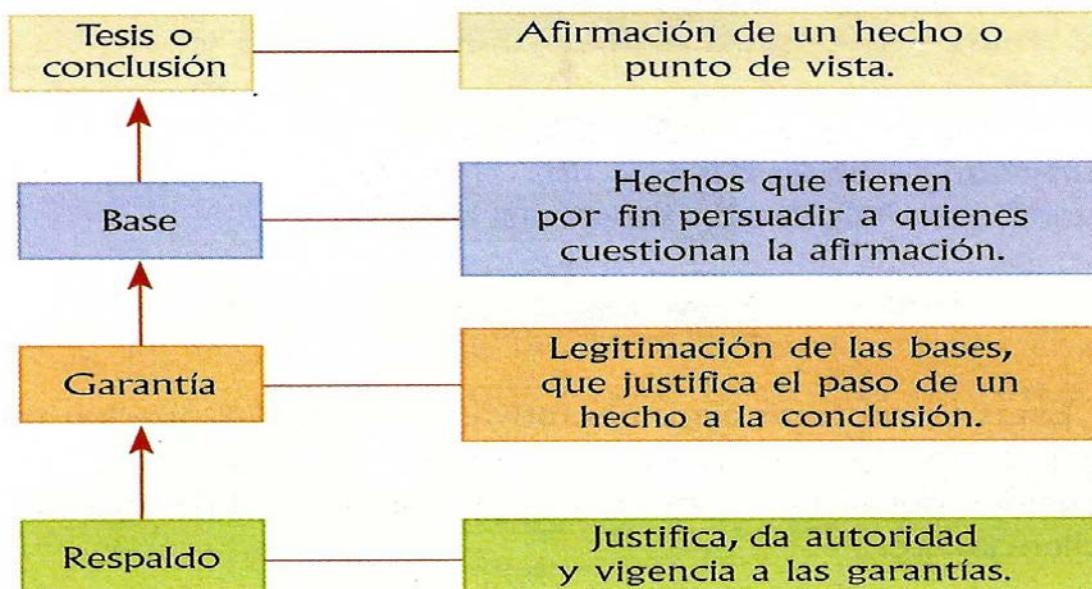 Tesis o
conclusión
Afirmación de un hecho o
punto de vista.
Base
Hechos que tienen
por fin persuadir a quienes
cuestionan la afirmación.
Garantía
Legitimación de las bases,
que justifica el paso de un
hecho a la conclusión.
Respaldo
Justifica, da autoridad
y vigencia a las garantías.